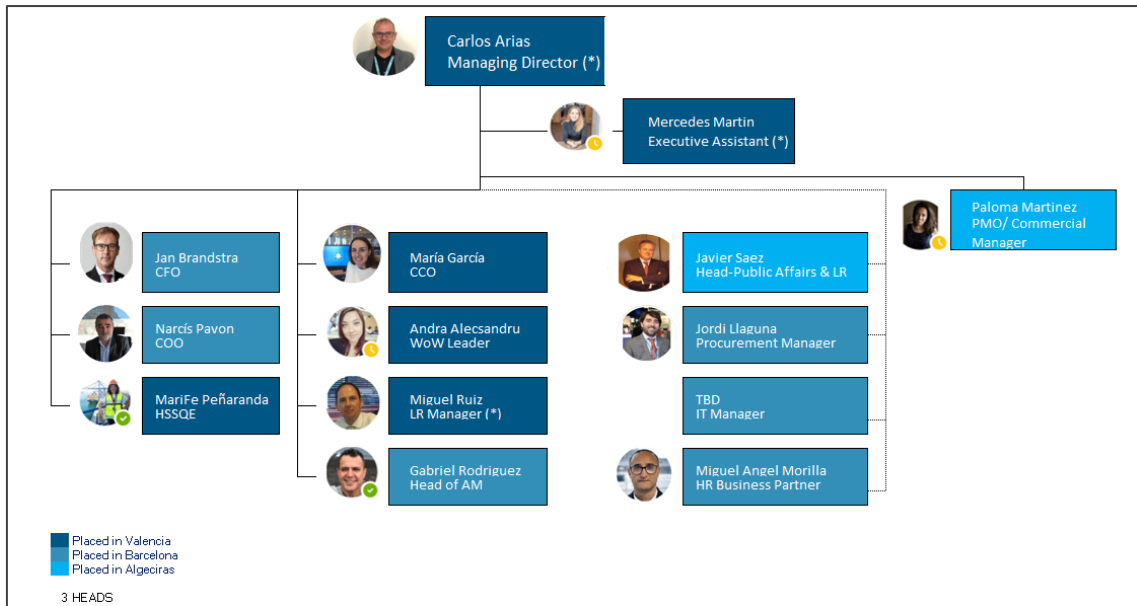 Carlos Arias
Managing Director (*)
Mercedes Martin
Executive Assistant (*)
Paloma Martinez
PMO/ Commercial
Manager
Jan Brandstra
CFO
María García
CCO
Javier Saez
Head-Public Affairs & LR
Narcís Pavon
COO
Andra Alecsandru
WoW Leader
Jordi Llaguna
Procurement Manager
MariFe Peñaranda
HSSQE
Miguel Ruiz
LR Manager (*)
TBD
IT Manager
Gabriel Rodriguez
Head of AM
Miguel Angel Morilla
HR Business Partner
Placed in Valencia
Placed in Barcelona
Placed in Algeciras
3 HEADS